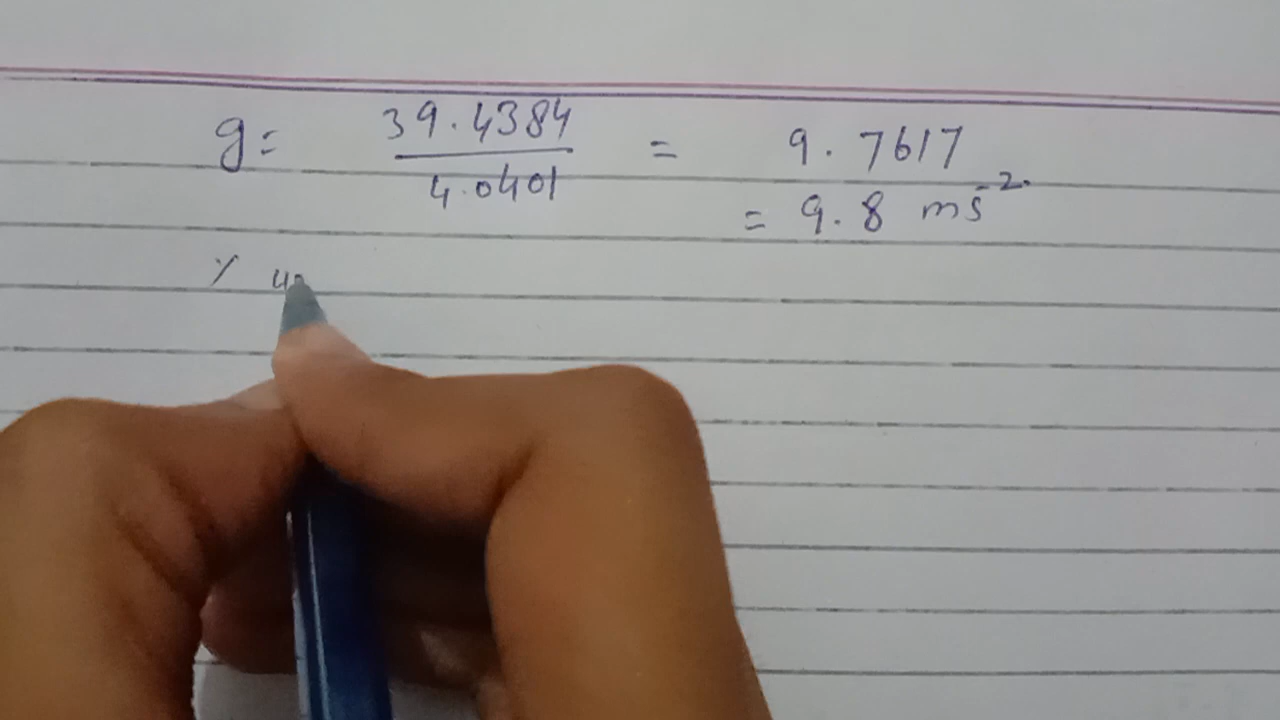 g = 39.4384 / 4.0401 = 9.7617
= 9.8 ms⁻².
%